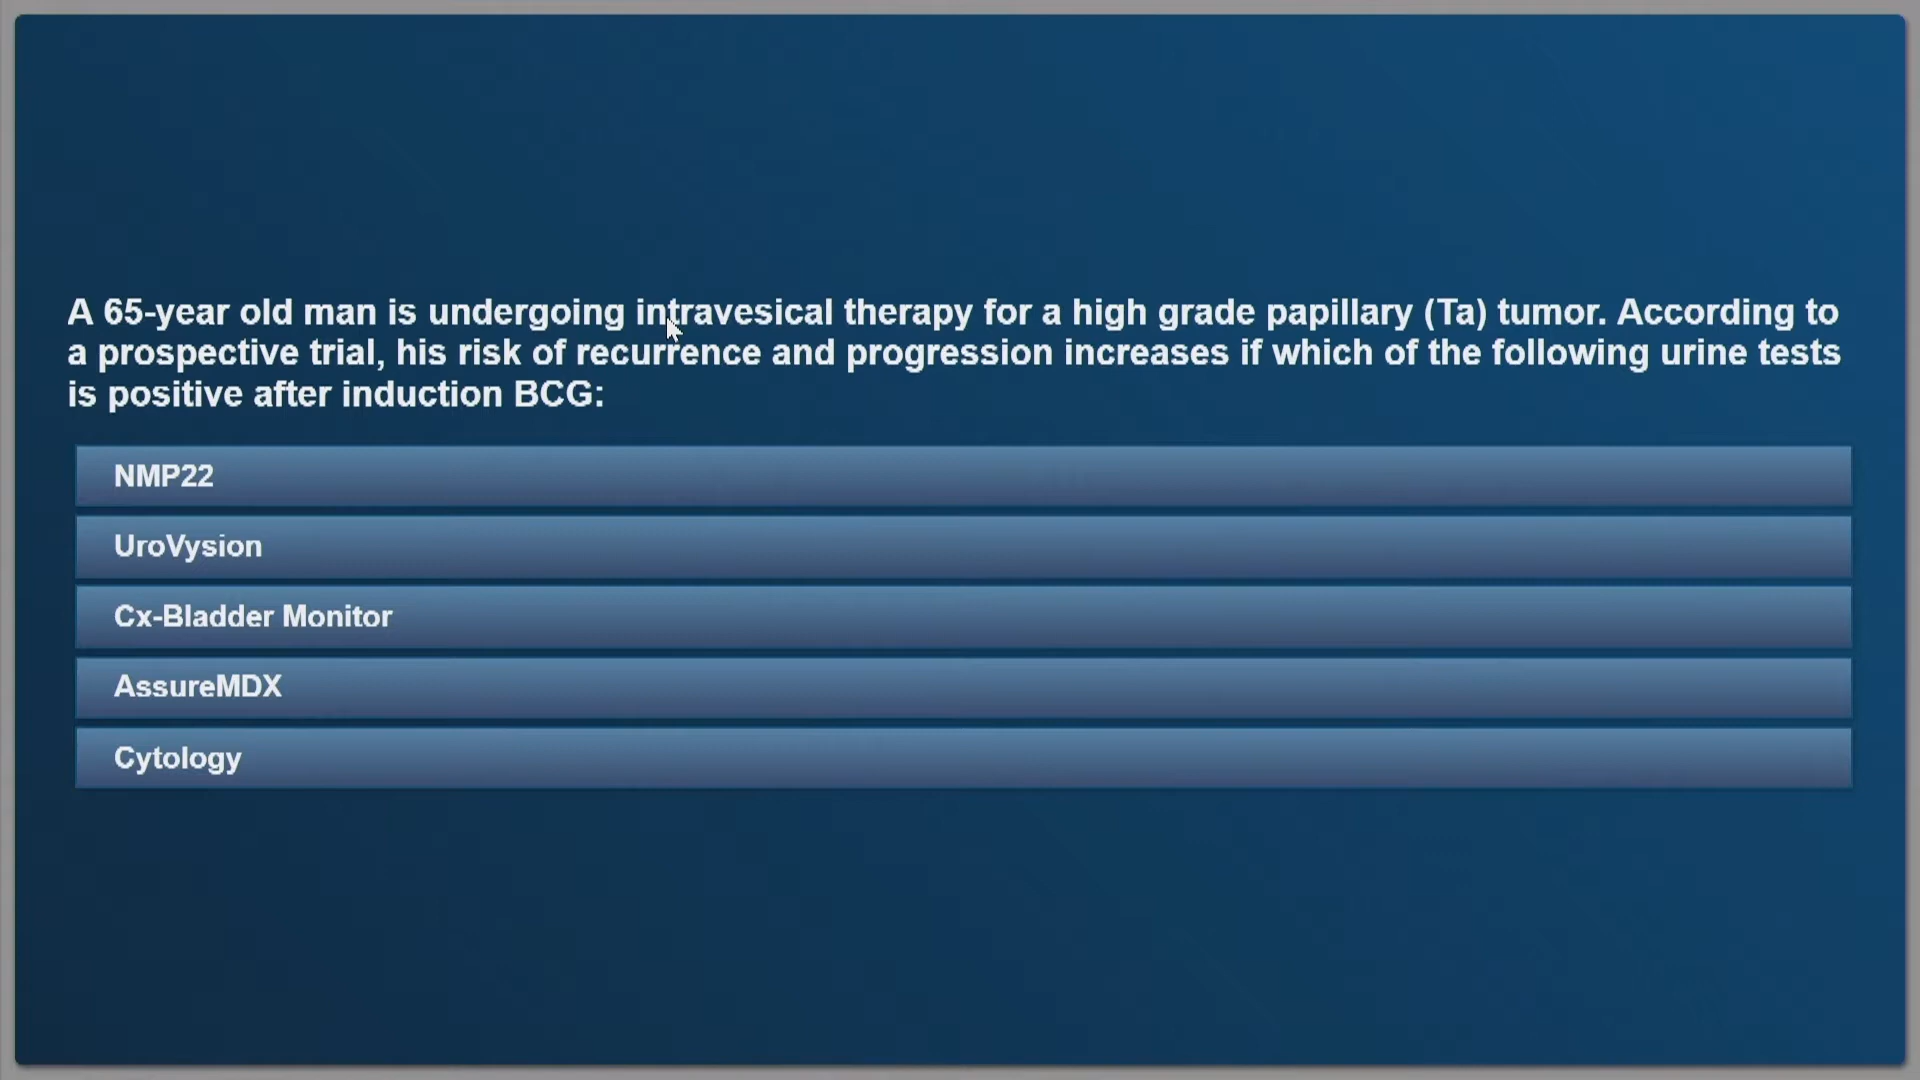 A 65-year old man is undergoing intravesical therapy for a high grade papillary (Ta) tumor. According to
a prospective trial, his risk of recurrence and progression increases if which of the following urine tests
is positive after induction BCG:
NMP22
UroVysion
Cx-Bladder Monitor
AssureMDX
Cytology